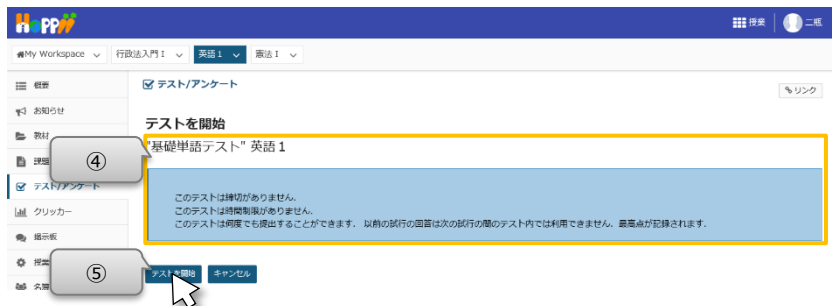 Hoppii
授業
二瓶
My Workspace
行政法入門 I
英語 1
憲法 I
概要
テスト/アンケート
リンク
お知らせ
テストを開始
教材
"基礎単語テスト" 英語 1
課題
④
このテストは締切がありません。
テスト/アンケート
このテストは時間制限がありません。
このテストは何度でも提出することができます。 以前の試行の回答は次の試行の間のテスト内では利用できません。最高点が記録されます。
クリッカー
掲示板
授業
⑤
テストを開始
キャンセル
名簿